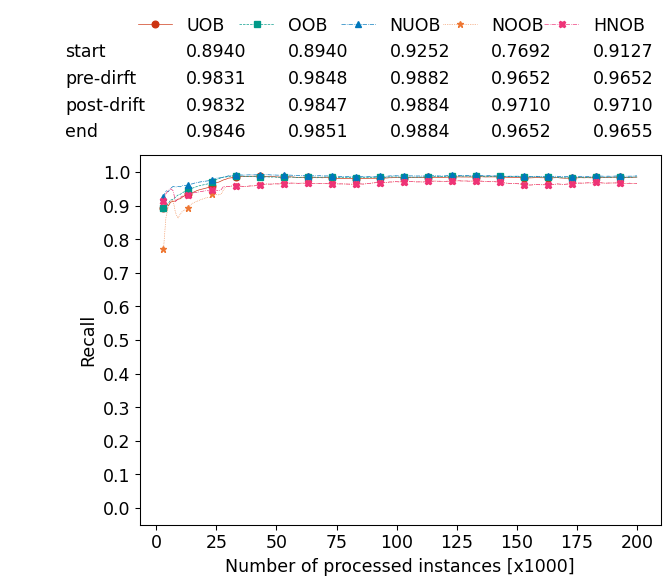 UOB OOB NUOB NOOB HNOB
start 0.8940 0.8940 0.9252 0.7692 0.9127
pre-dirft 0.9831 0.9848 0.9882 0.9652 0.9652
post-drift 0.9832 0.9847 0.9884 0.9710 0.9710
end 0.9846 0.9851 0.9884 0.9652 0.9655
1.0
0.9
0.8
0.7
0.6
0.5
0.4
0.3
0.2
0.1
0.0
Recall
0 25 50 75 100 125 150 175 200
Number of processed instances [x1000]